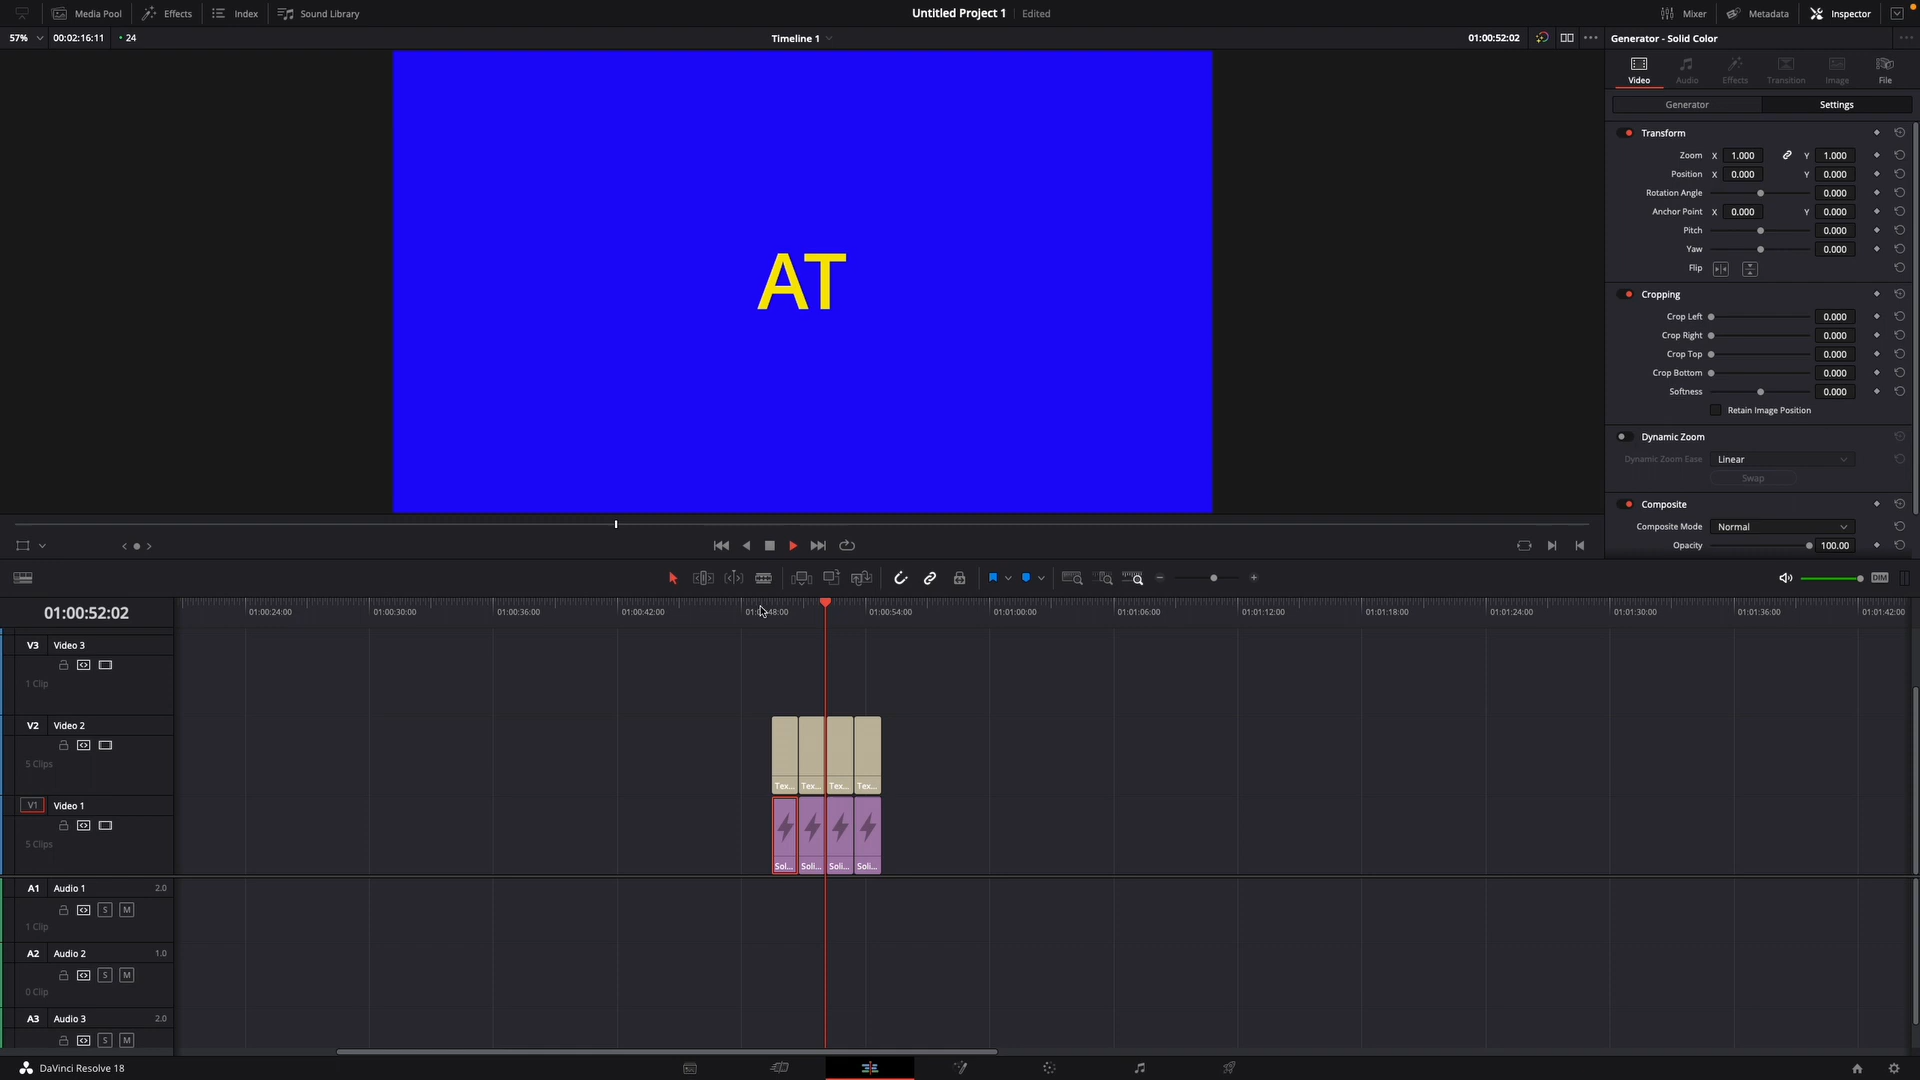 Media Pool Effects Index Sound Library Untitled Project 1 Edited Mixer Metadata Inspector
57% 00:02:16:11 24 Timeline 1 01:00:52:02 Generator - Solid Color
Video Audio Effects Transition Image File
Generator Settings
Transform
Zoom X 1.000 Y 1.000
Position X 0.000 Y 0.000
Rotation Angle 0.000
Anchor Point X 0.000 Y 0.000
Pitch 0.000
Yaw 0.000
Flip
AT
Cropping
Crop Left 0.000
Crop Right 0.000
Crop Top 0.000
Crop Bottom 0.000
Softness 0.000
Retain Image Position
Dynamic Zoom
Dynamic Zoom Ease Linear
Swap
Composite
Composite Mode Normal
Opacity 100.00
DIM
01:00:52:02 01:00:24:00 01:00:30:00 01:00:36:00 01:00:42:00 01:00:48:00 01:00:54:00 01:01:00:00 01:01:06:00 01:01:12:00 01:01:18:00 01:01:24:00 01:01:30:00 01:01:36:00 01:01:42:00
V3 Video 3
1 Clip
V2 Video 2
5 Clips
Tex... Tex... Tex... Tex...
V1 Video 1
5 Clips
Soli... Soli... Soli... Soli...
A1 Audio 1 2.0
S M
1 Clip
A2 Audio 2 1.0
S M
0 Clip
A3 Audio 3 2.0
S M
DaVinci Resolve 18